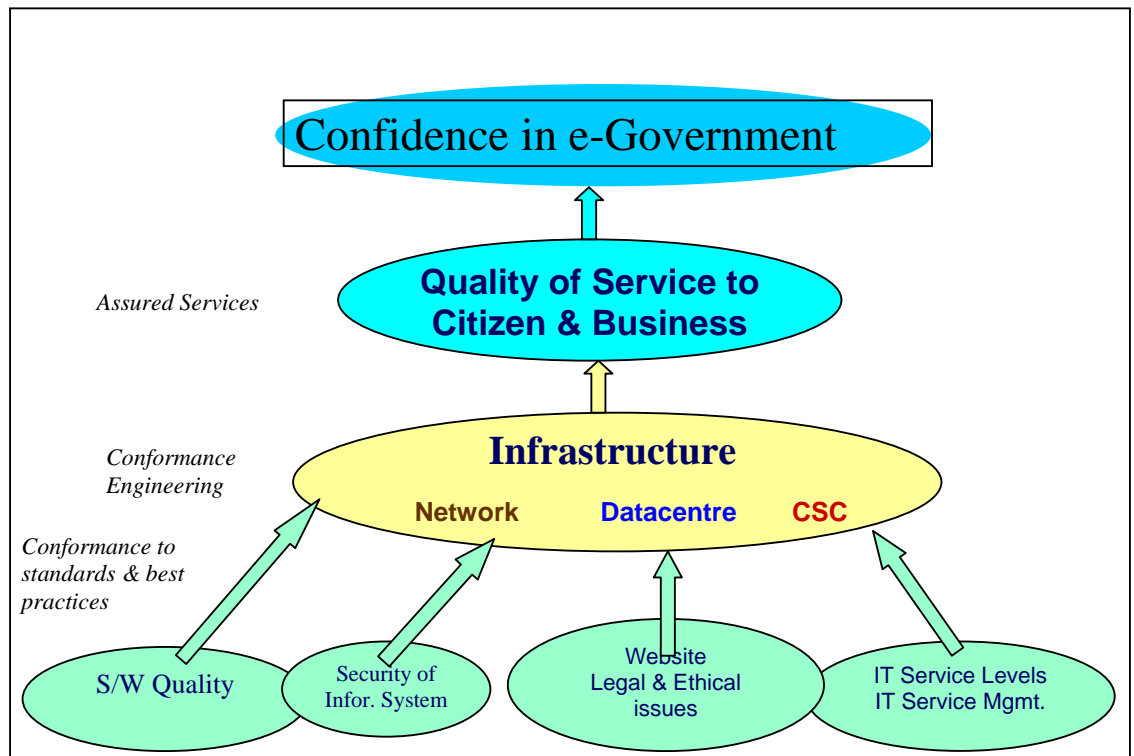 Confidence in e-Government
Quality of Service to
Citizen & Business
Assured Services
Infrastructure
Conformance
Engineering
Network Datacentre CSC
Conformance to
standards & best
practices
S/W Quality
Security of
Infor. System
Website
Legal & Ethical
issues
IT Service Levels
IT Service Mgmt.